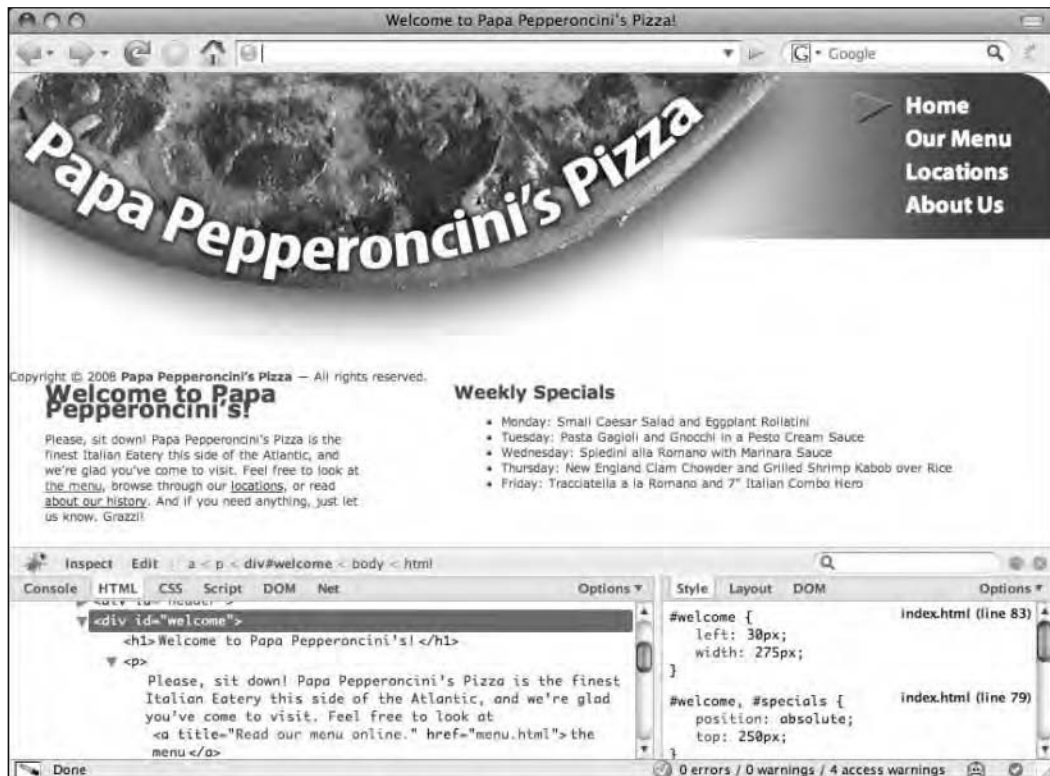 Welcome to Papa Pepperoncini's Pizza!
G Google
Papa Pepperoncini's Pizza
Home
Our Menu
Locations
About Us
Copyright © 2008 Papa Pepperoncini's Pizza — All rights reserved.
Welcome to Papa
Pepperoncini's!
Please, sit down! Papa Pepperoncini's Pizza is the
finest Italian Eatery this side of the Atlantic, and
we're glad you've come to visit. Feel free to look at
the menu, browse through our locations, or read
about our history. And if you need anything, just let
us know. Grazzi!
Weekly Specials
• Monday: Small Caesar Salad and Eggplant Rollatini
• Tuesday: Pasta Gagioli and Gnocchi in a Pesto Cream Sauce
• Wednesday: Spiedini alla Romano with Marinara Sauce
• Thursday: New England Clam Chowder and Grilled Shrimp Kabob over Rice
• Friday: Tracciatella a la Romano and 7" Italian Combo Hero
Inspect Edit a < p < div#welcome < body < html
Console HTML CSS Script DOM Net Options
<div id="header">
<div id="welcome">
<h1>Welcome to Papa Pepperoncini's!</h1>
<p>
Please, sit down! Papa Pepperoncini's Pizza is the finest
Italian Eatery this side of the Atlantic, and we're glad
you've come to visit. Feel free to look at
<a title="Read our menu online." href="menu.html">the
menu</a>
Style Layout DOM Options
#welcome { index.html (line 83)
left: 30px;
width: 275px;
}
#welcome, #specials { index.html (line 79)
position: absolute;
top: 250px;
}
Done
0 errors / 0 warnings / 4 access warnings